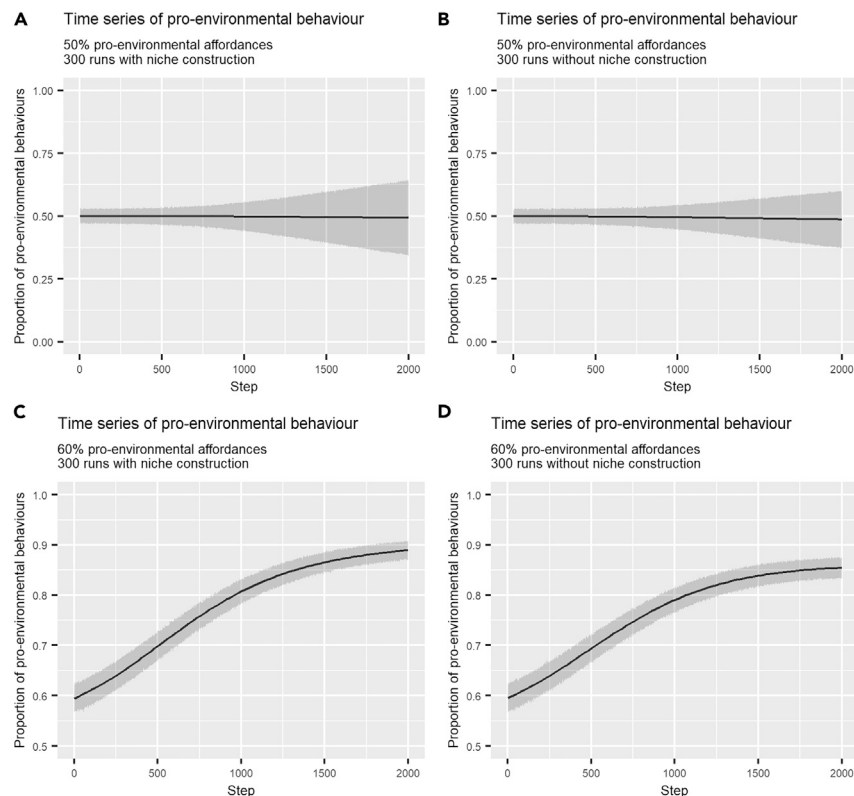 A
Time series of pro-environmental behaviour
50% pro-environmental affordances
300 runs with niche construction
Proportion of pro-environmental behaviours
1.00
0.75
0.50
0.25
0.00
0
500
1000
1500
2000
Step
B
Time series of pro-environmental behaviour
50% pro-environmental affordances
300 runs without niche construction
Proportion of pro-environmental behaviours
1.00
0.75
0.50
0.25
0.00
0
500
1000
1500
2000
Step
C
Time series of pro-environmental behaviour
60% pro-environmental affordances
300 runs with niche construction
Proportion of pro-environmental behaviours
1.0
0.9
0.8
0.7
0.6
0.5
0
500
1000
1500
2000
Step
D
Time series of pro-environmental behaviour
60% pro-environmental affordances
300 runs without niche construction
Proportion of pro-environmental behaviours
1.0
0.9
0.8
0.7
0.6
0.5
0
500
1000
1500
2000
Step